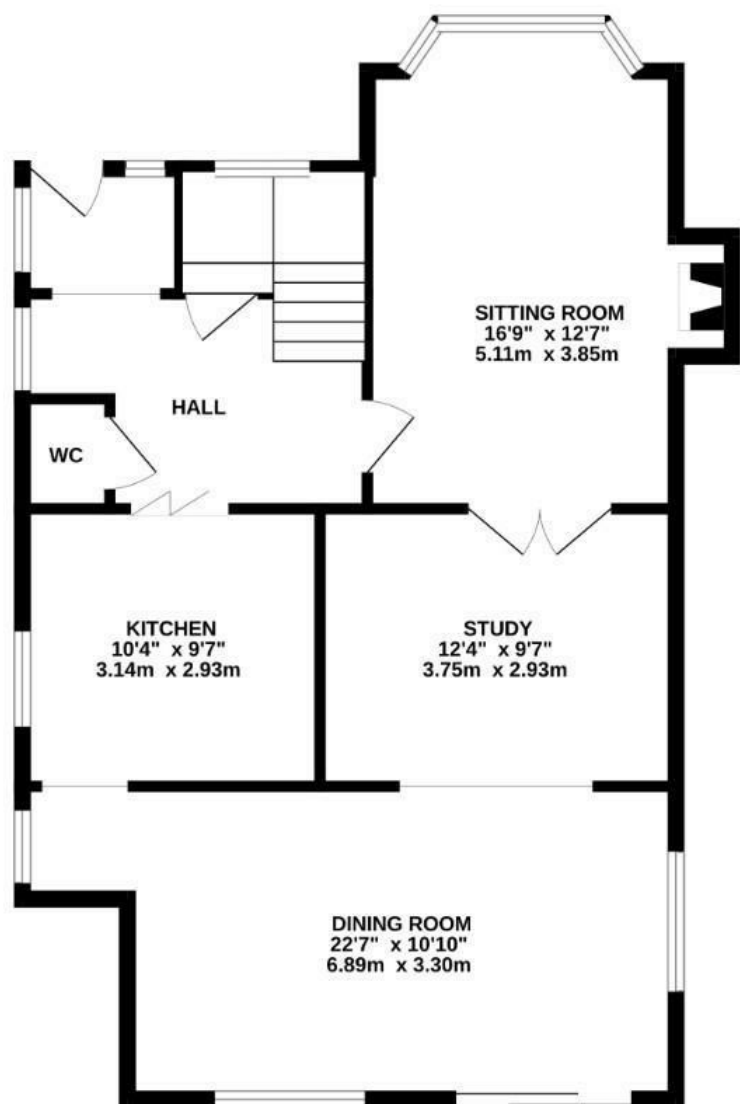 SITTING ROOM
16'9" x 12'7"
5.11m x 3.85m
HALL
WC
KITCHEN
10'4" x 9'7"
3.14m x 2.93m
STUDY
12'4" x 9'7"
3.75m x 2.93m
DINING ROOM
22'7" x 10'10"
6.89m x 3.30m